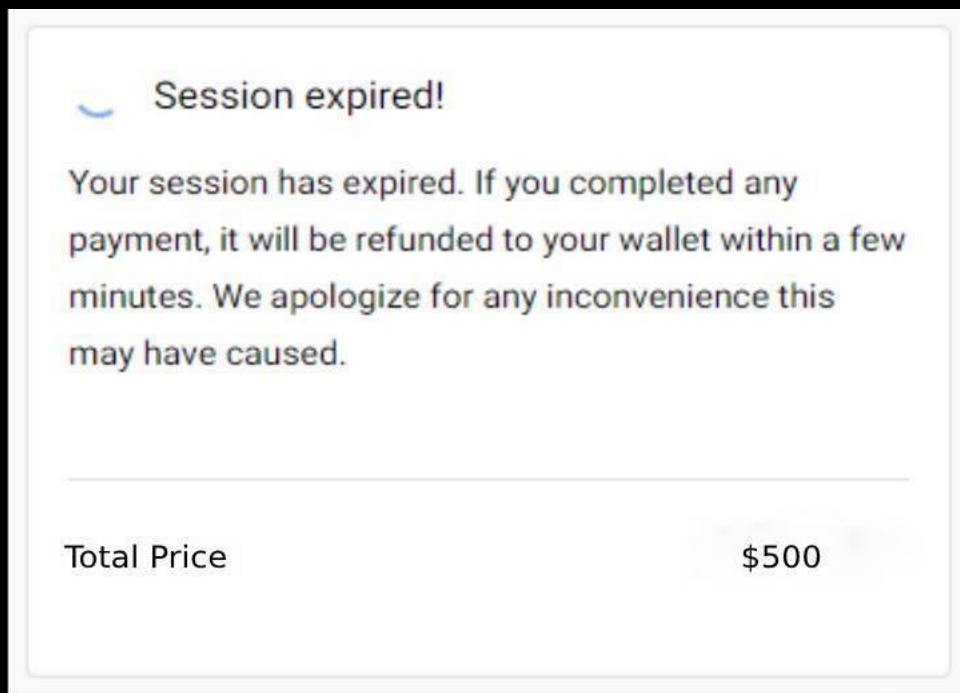 Session expired!
Your session has expired. If you completed any
payment, it will be refunded to your wallet within a few
minutes. We apologize for any inconvenience this
may have caused.
Total Price $500